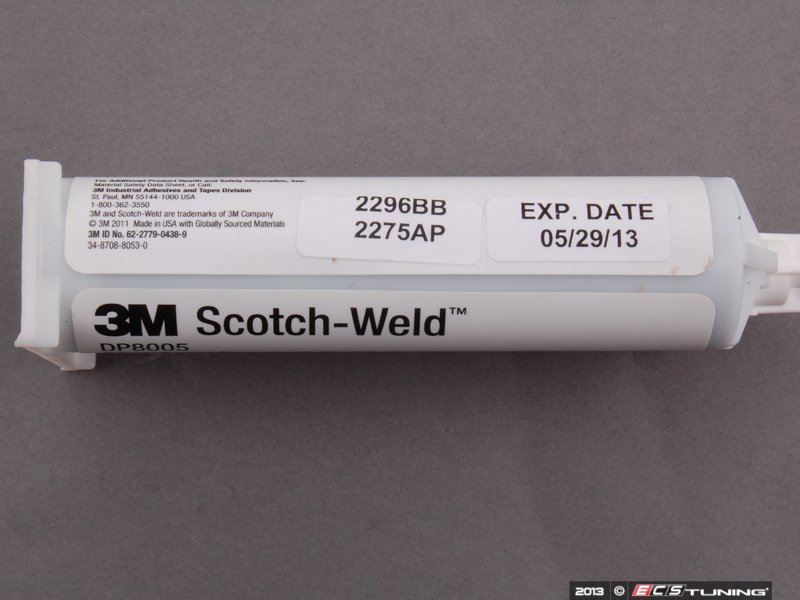 For Additional Product Health and Safety Information, See:
Material Safety Data Sheet, or Call:
3M Industrial Adhesives and Tapes Division
St. Paul, MN 55144-1000 USA
1-800-362-3550
3M and Scotch-Weld are trademarks of 3M Company
© 3M 2011 Made in USA with Globally Sourced Materials
3M ID No. 62-2779-0438-9
34-8708-8053-0
2296BB
2275AP
EXP. DATE
05/29/13
3M Scotch-Weld™
DP8005
2013 © ECS TUNING